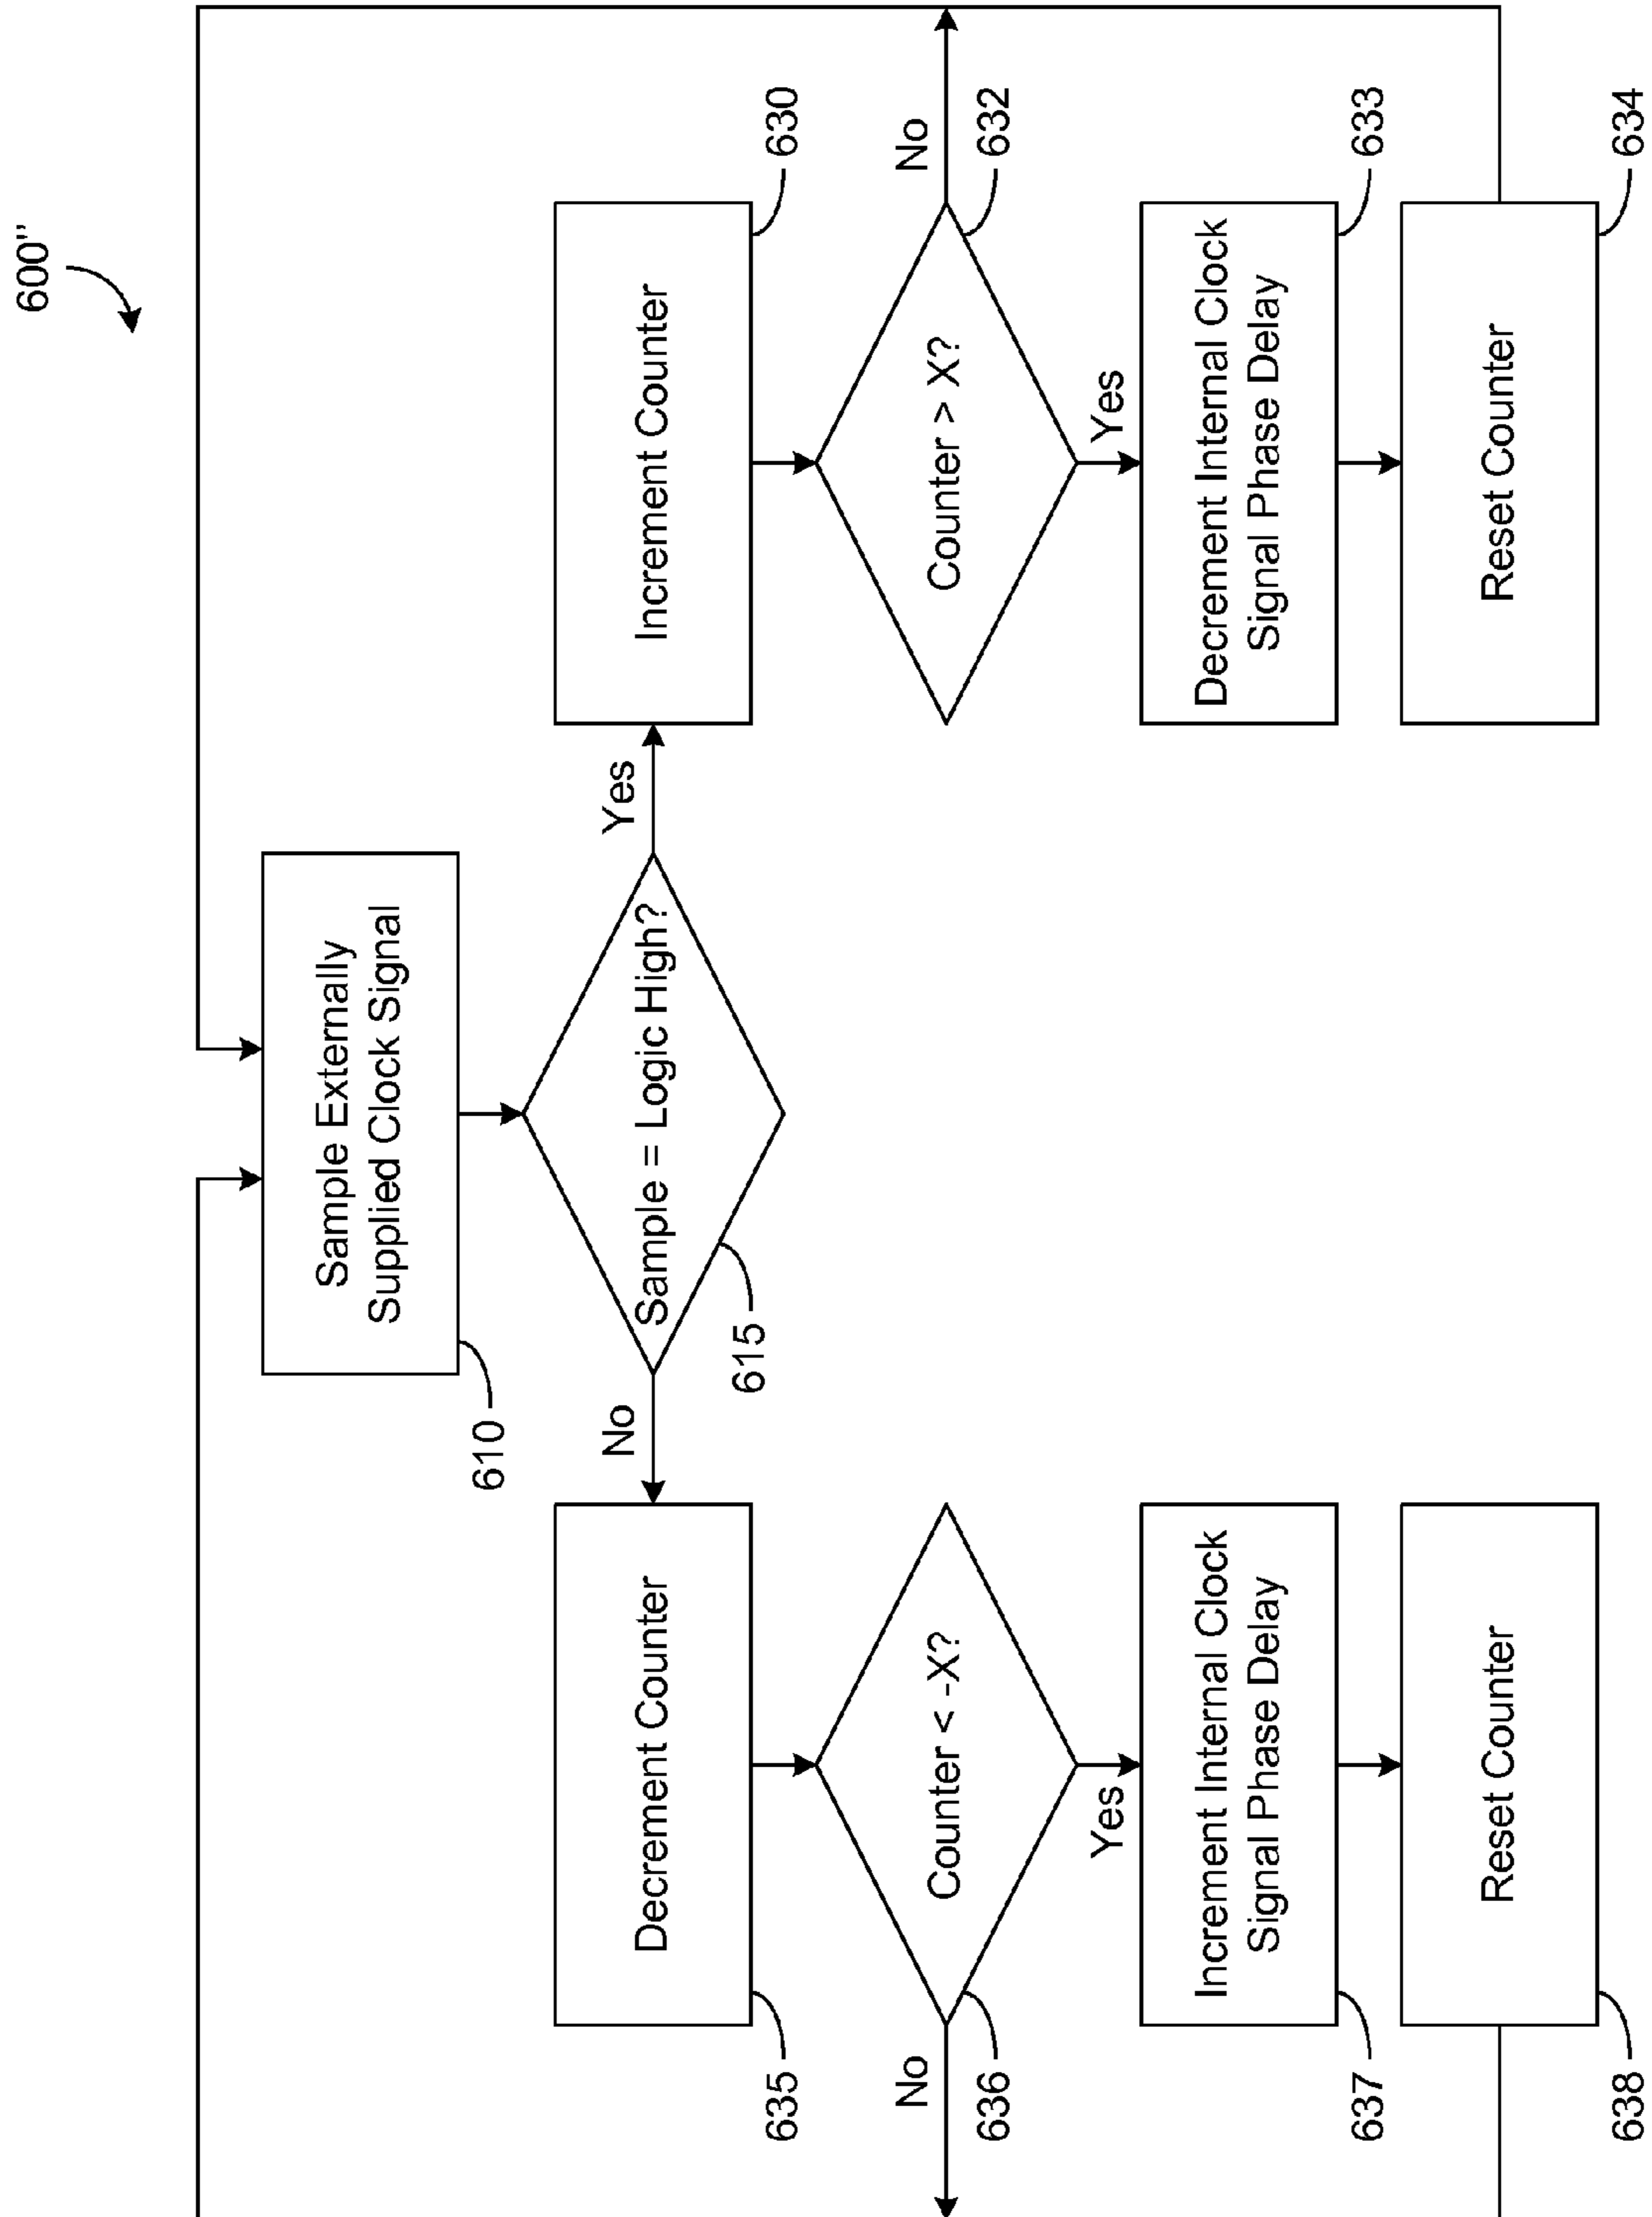 600''
Sample Externally
Supplied Clock Signal
610
Sample = Logic High?
615
No
Yes
Decrement Counter
635
Increment Counter
630
Counter < -X?
636
No
Yes
Counter > X?
632
No
Yes
Increment Internal Clock
Signal Phase Delay
637
Decrement Internal Clock
Signal Phase Delay
633
Reset Counter
638
Reset Counter
634